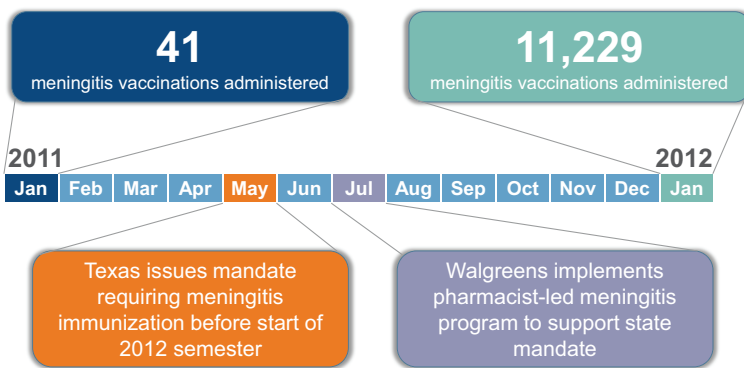 41
meningitis vaccinations administered
11,229
meningitis vaccinations administered
2011
2012
Jan Feb Mar Apr May Jun Jul Aug Sep Oct Nov Dec Jan
Texas issues mandate
requiring meningitis
immunization before start of
2012 semester
Walgreens implements
pharmacist-led meningitis
program to support state
mandate